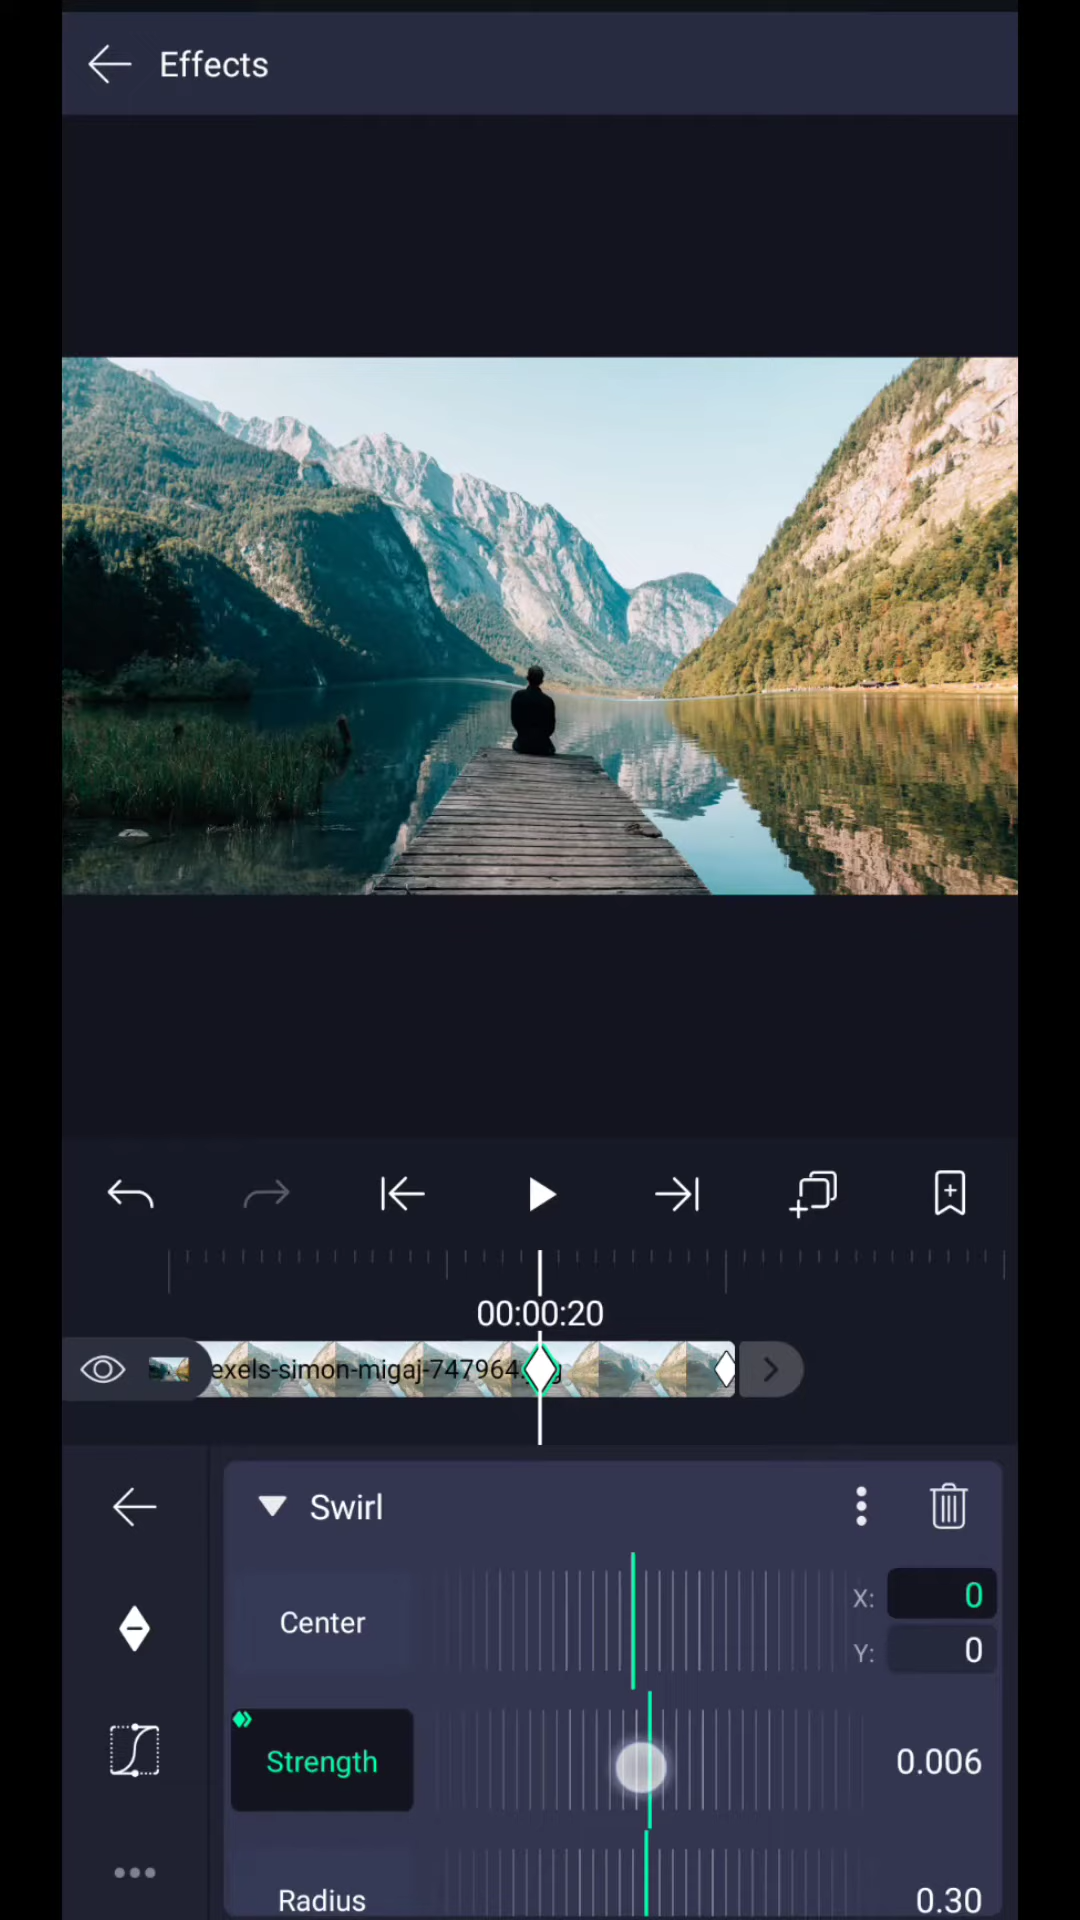 Effects
00:00:20
exels-simon-migaj-747964.
Swirl
Center
X: 0
Y: 0
Strength
0.006
Radius
0.30